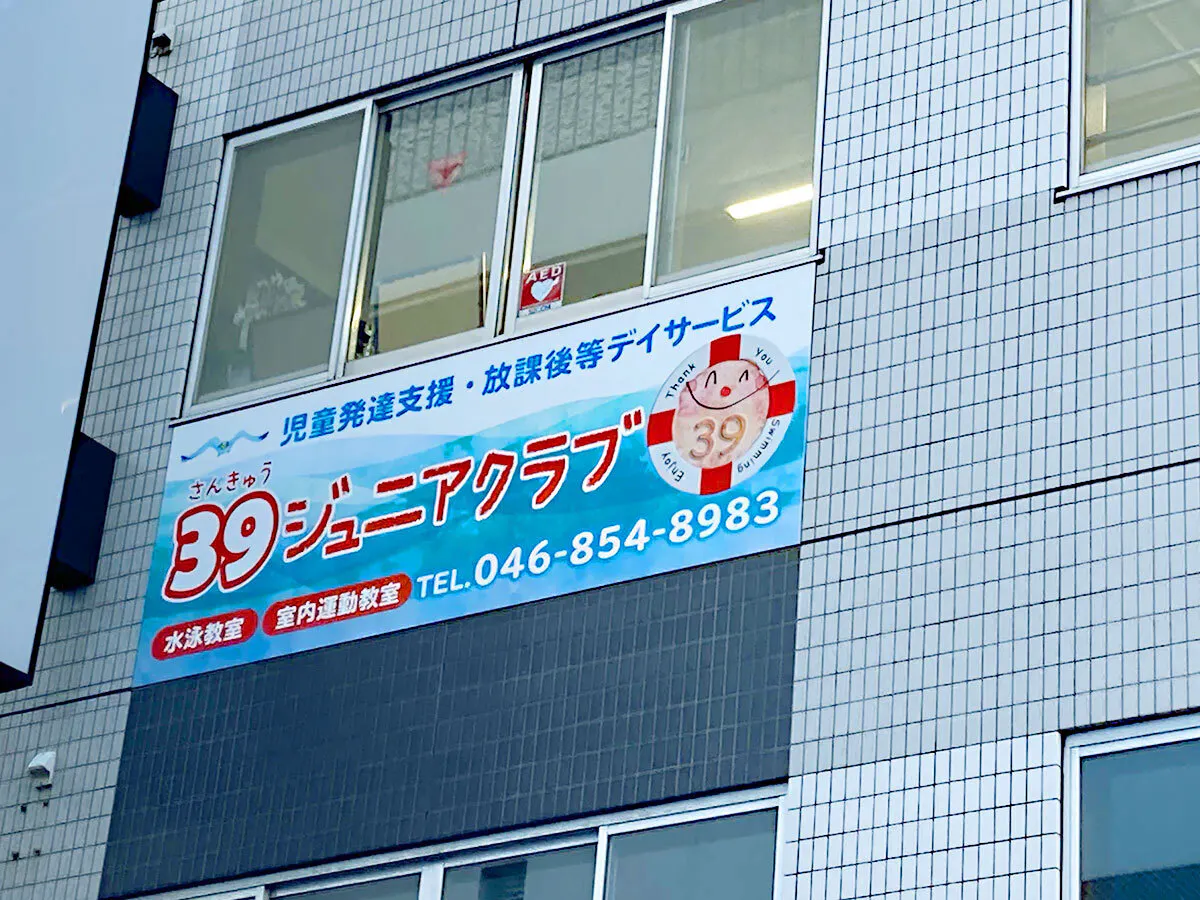 AED
児童発達支援・放課後等デイサービス
さんきゅう
39ジュニアクラブ
Thank You
39
Enjoy Swimming
TEL.046-854-8983
水泳教室
室内運動教室